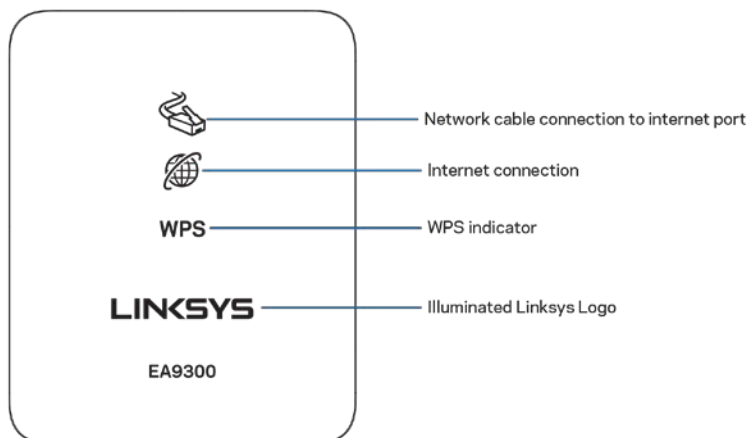 Network cable connection to internet port
Internet connection
WPS WPS indicator
LINKSYS Illuminated Linksys Logo
EA9300